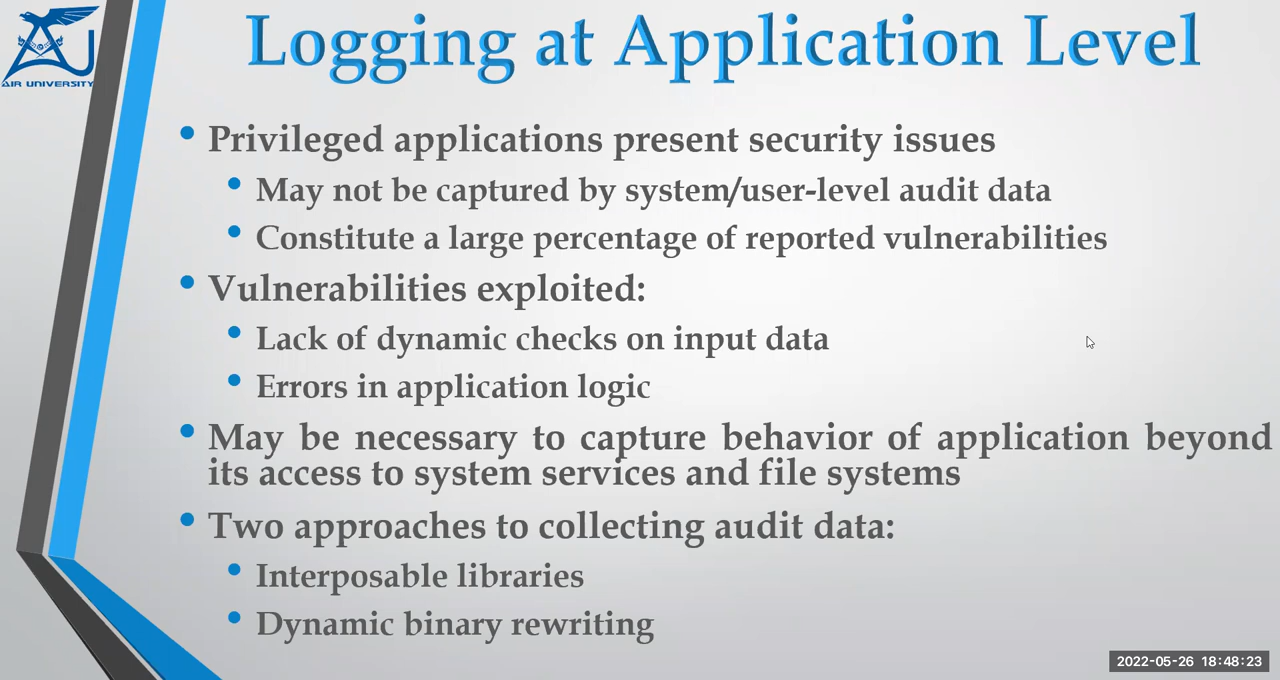 AIR UNIVERSITY
Logging at Application Level
• Privileged applications present security issues
• May not be captured by system/user-level audit data
• Constitute a large percentage of reported vulnerabilities
• Vulnerabilities exploited:
• Lack of dynamic checks on input data
• Errors in application logic
• May be necessary to capture behavior of application beyond
its access to system services and file systems
• Two approaches to collecting audit data:
• Interposable libraries
• Dynamic binary rewriting
2022-05-26 18:48:23